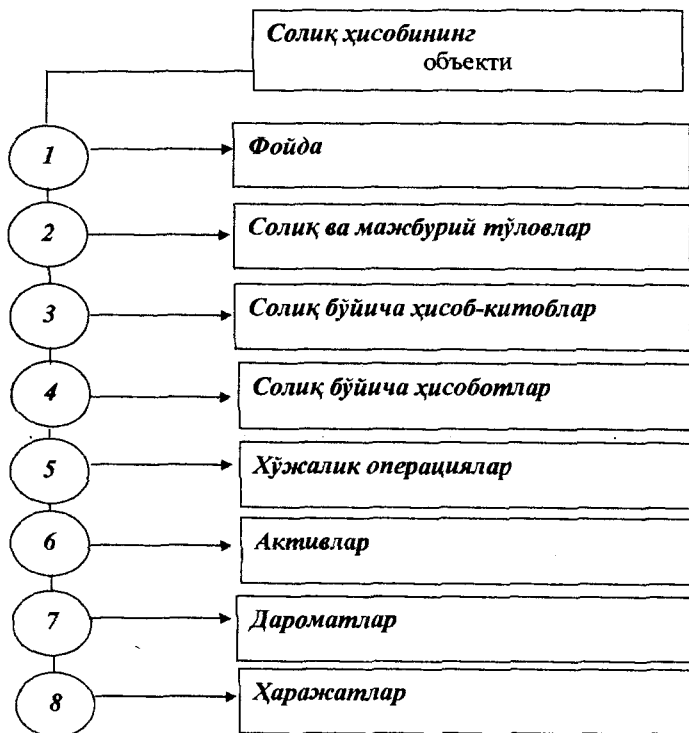 Солиқ ҳисобининг
объекти
1
Фойда
2
Солиқ ва мажбурий тўловлар
3
Солиқ бўйича ҳисоб-китоблар
4
Солиқ бўйича ҳисоботлар
5
Хўжалик операциялар
6
Активлар
7
Дароматлар
8
Ҳаражатлар